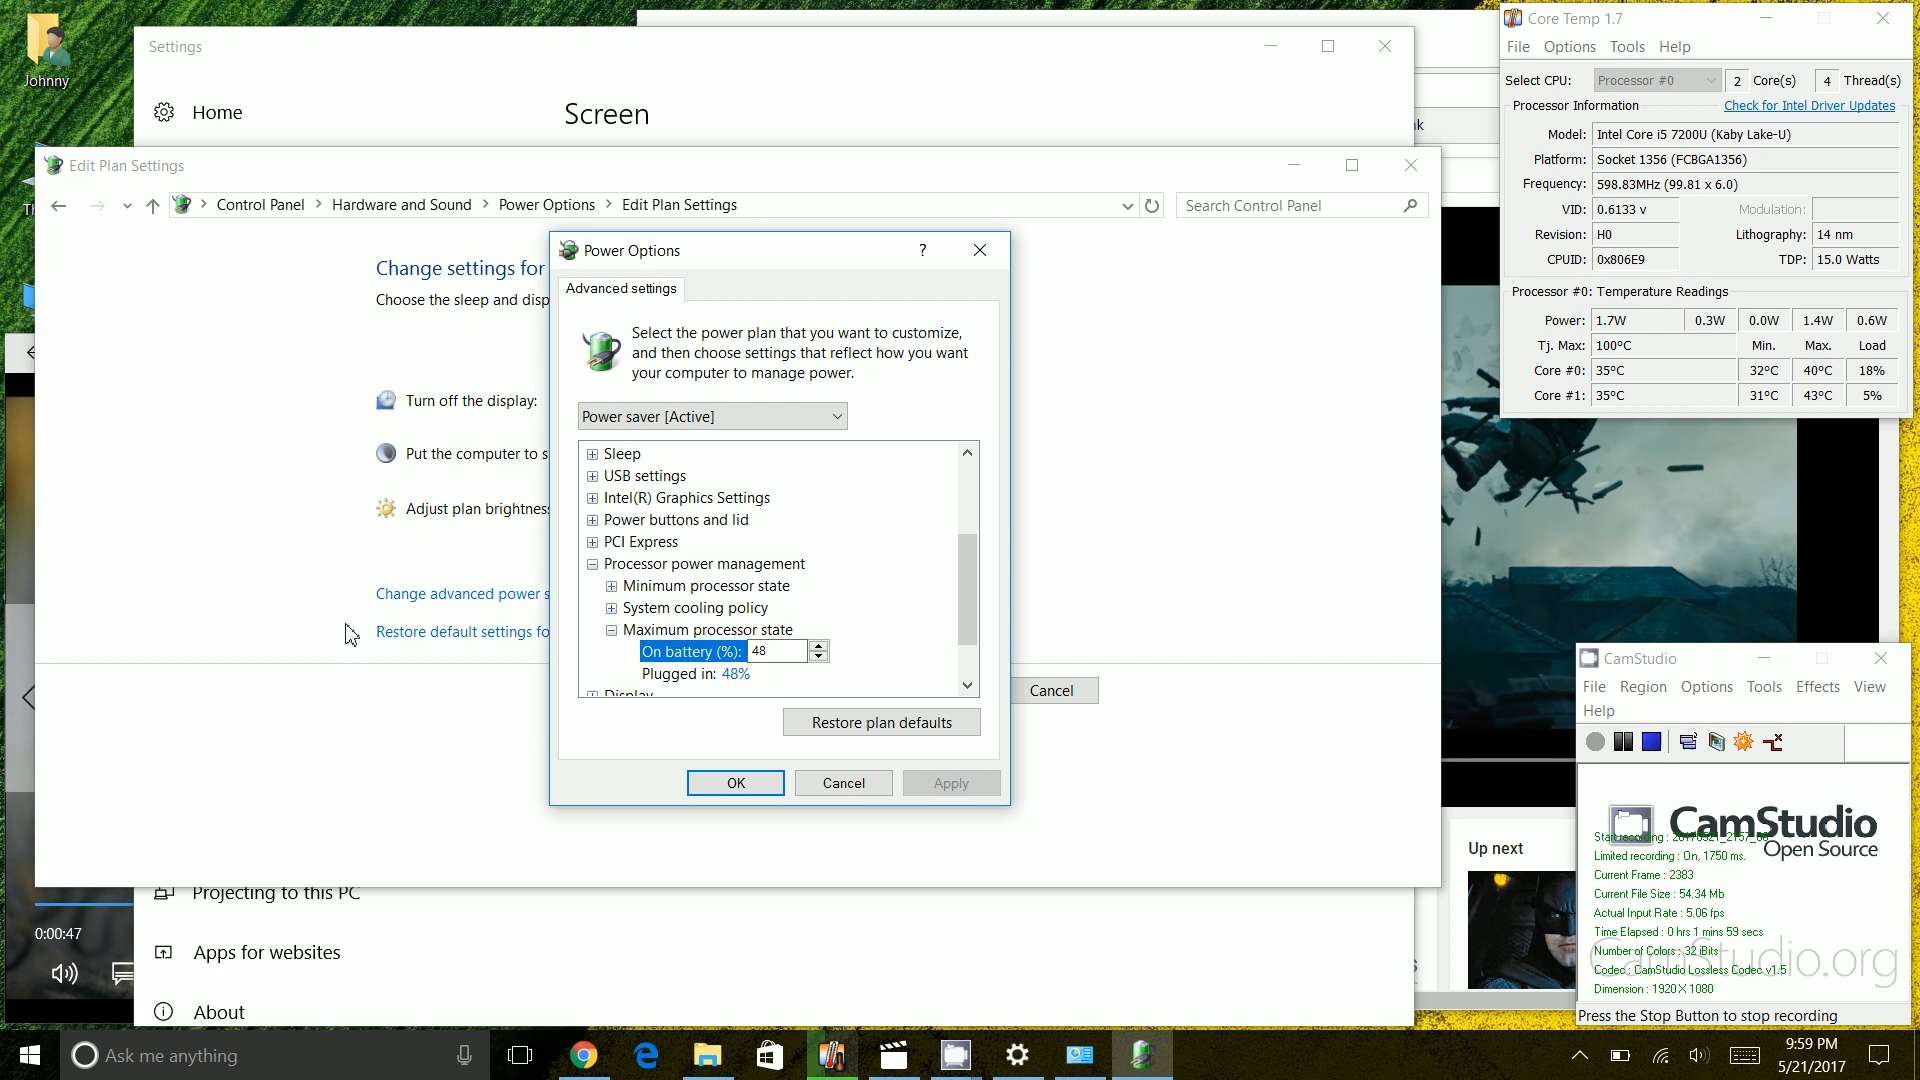 Johnny
Settings
Home
Screen
Edit Plan Settings
Control Panel
Hardware and Sound
Power Options
Edit Plan Settings
Search Control Panel
Change settings for
Choose the sleep and disp
Turn off the display:
Put the computer to s
Adjust plan brightnes
Change advanced power s
Restore default settings fo
Cancel
Power Options
?
Advanced settings
Select the power plan that you want to customize,
and then choose settings that reflect how you want
your computer to manage power.
Power saver [Active]
Sleep
USB settings
Intel(R) Graphics Settings
Power buttons and lid
PCI Express
Processor power management
Minimum processor state
System cooling policy
Maximum processor state
On battery (%): 48
Plugged in: 48%
Display
Restore plan defaults
OK
Cancel
Apply
Projecting to this PC
Apps for websites
About
0:00:47
nk
Core Temp 1.7
File Options Tools Help
Select CPU: Processor #0 2 Core(s) 4 Thread(s)
Processor Information Check for Intel Driver Updates
Model: Intel Core i5 7200U (Kaby Lake-U)
Platform: Socket 1356 (FCBGA1356)
Frequency: 598.83MHz (99.81 x 6.0)
VID: 0.6133 v Modulation:
Revision: H0 Lithography: 14 nm
CPUID: 0x806E9 TDP: 15.0 Watts
Processor #0: Temperature Readings
Power: 1.7W 0.3W 0.0W 1.4W 0.6W
Tj. Max: 100°C Min. Max. Load
Core #0: 35°C 32°C 40°C 18%
Core #1: 35°C 31°C 43°C 5%
Up next
CamStudio
File Region Options Tools Effects View
Help
CamStudio
Open Source
Start recording : 20170521_2157_
Limited recording : On, 1750 ms.
Current Frame : 2383
Current File Size : 54.34 Mb
Actual Input Rate : 5.06 fps
Time Elapsed : 0 hrs 1 mins 59 secs
Number of Colors : 32 iBits
Codec : CamStudio Lossless Codec v1.5
Dimension : 1920 X 1080
CamStudio.org
Press the Stop Button to stop recording
Ask me anything
9:59 PM
5/21/2017